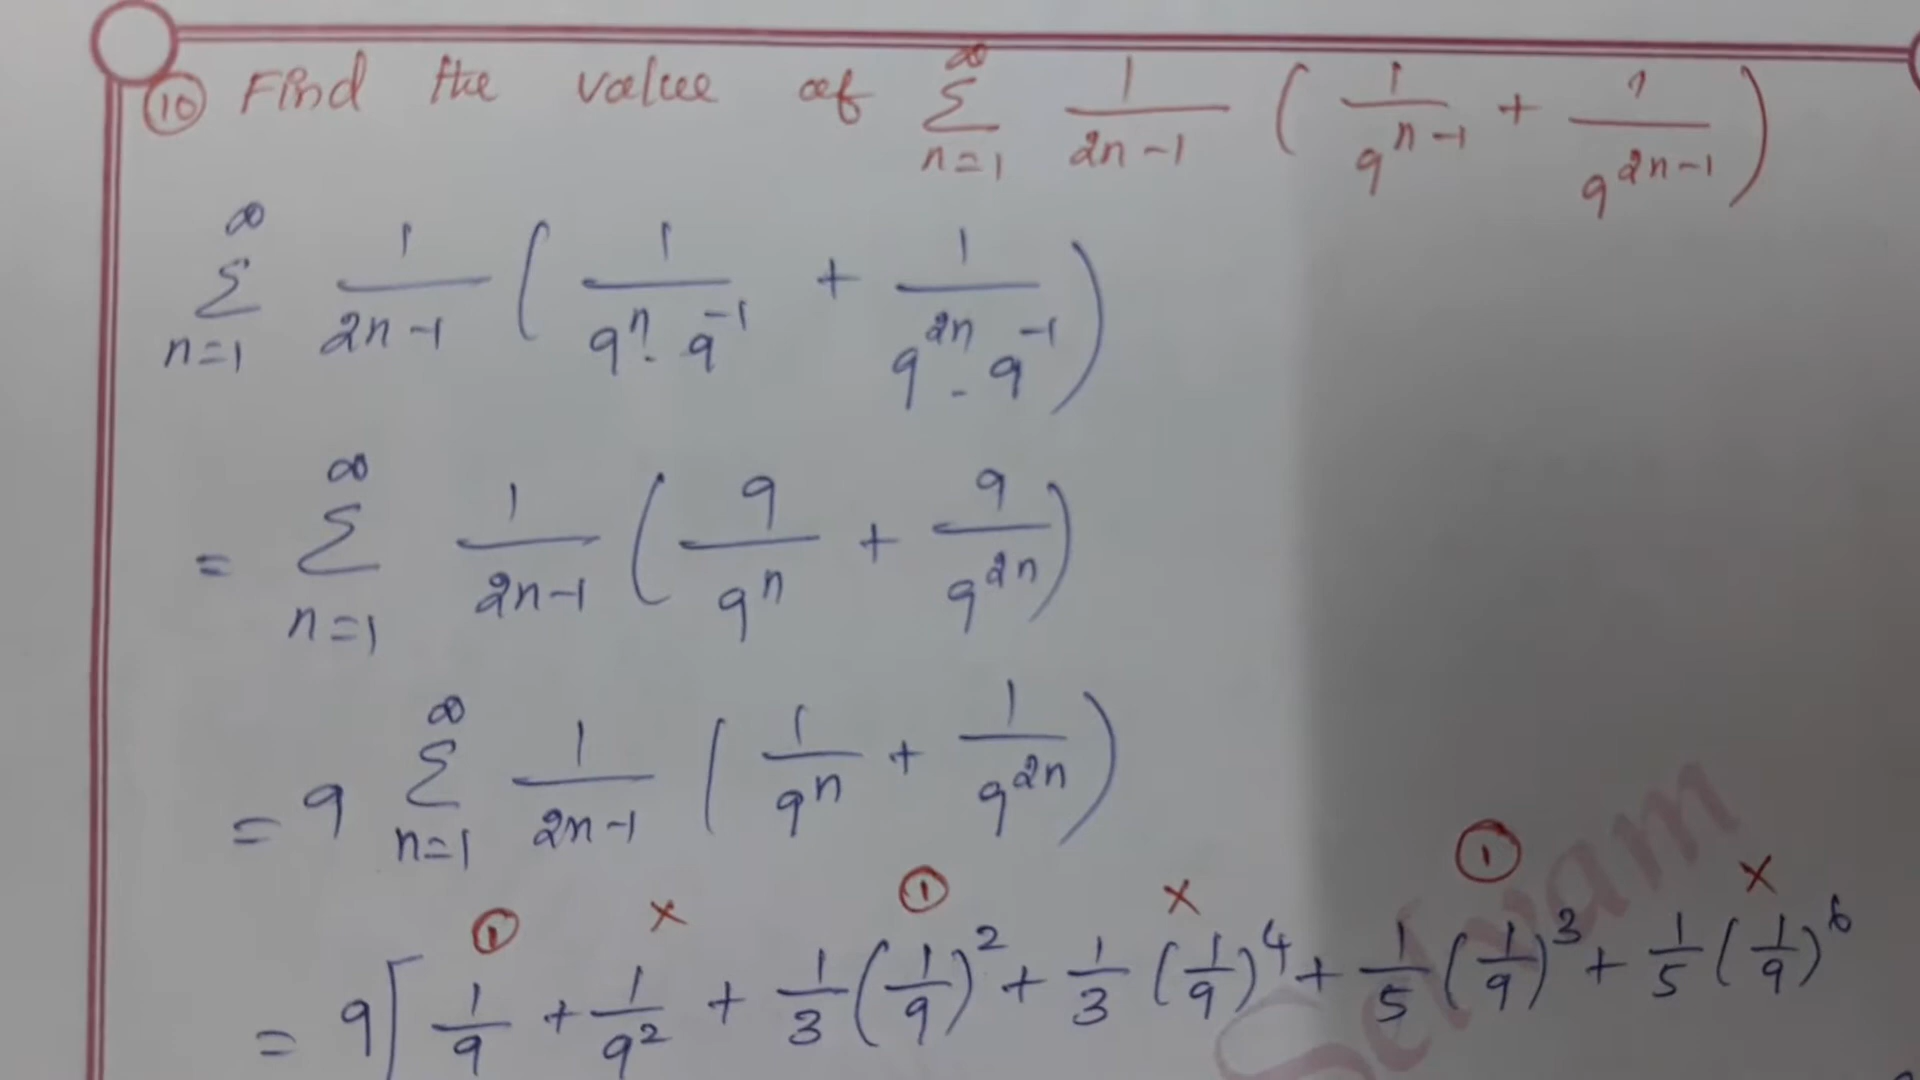 ⑩ Find the value of ∞∑n=1 1/(2n-1) (1/9^(n-1) + 1/9^(2n-1))
∞∑n=1 1/(2n-1) (1/(9^n . 9^-1) + 1/(9^2n . 9^-1))
= ∞∑n=1 1/(2n-1) (9/9^n + 9/9^2n)
= 9 ∞∑n=1 1/(2n-1) (1/9^n + 1/9^2n)
① × ① × ① ×
= 9[1/9 + 1/9^2 + 1/3 (1/9)^2 + 1/3 (1/9)^4 + 1/5 (1/9)^3 + 1/5 (1/9)^6
Selvam